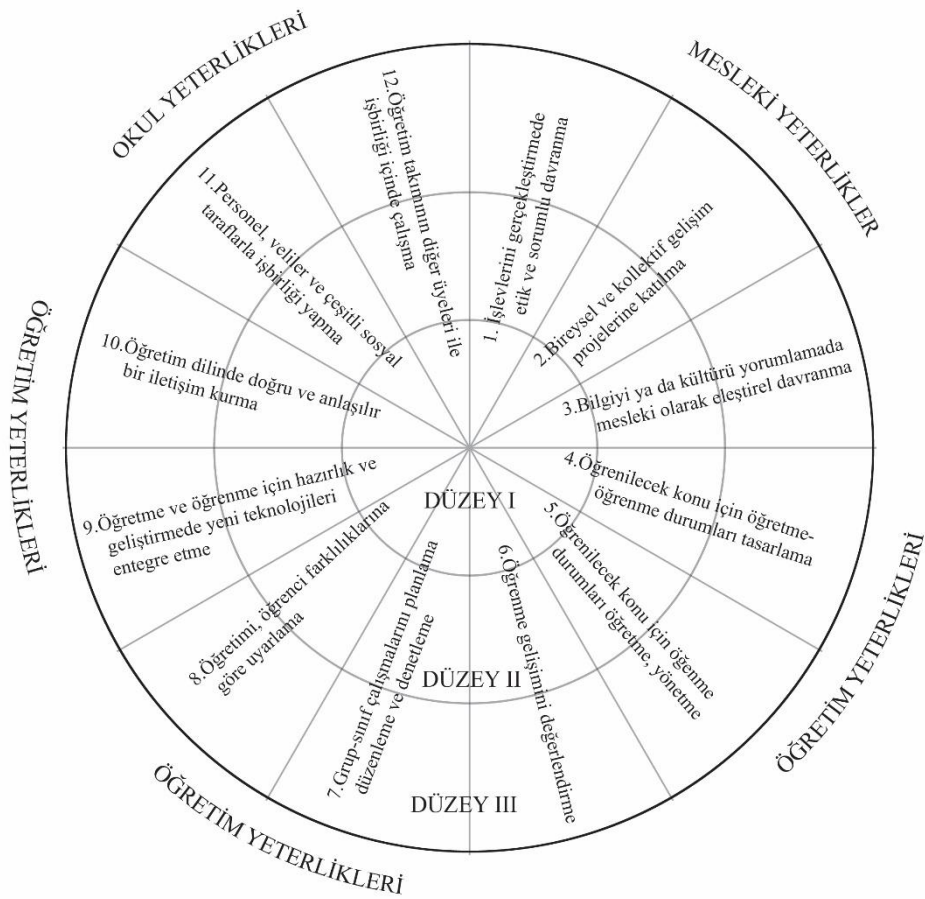 OKUL YETERLİKLERİ
MESLEKİ YETERLİKLER
ÖĞRETİM YETERLİKLERİ
ÖĞRETİM YETERLİKLERİ
ÖĞRETİM YETERLİKLERİ
1. İşlevlerini gerçekleştirmede
etik ve sorumlu davranma
2.Bireysel ve kollektif gelişim
projelerine katılma
3.Bilgiyi ya da kültürü yorumlamada
mesleki olarak eleştirel davranma
4.Öğrenilecek konu için öğretme-
öğrenme durumları tasarlama
5.Öğrenilecek konu için öğenme
durumları öğretme, yönetme
6.Öğrenme gelişimini değerlendirme
7.Grup-sınıf çalışmalarını planlama
düzenleme ve denetleme
8.Öğretimi, öğrenci farklılıklarına
göre uyarlama
9.Öğretme ve öğrenme için hazırlık ve
geliştirmede yeni teknolojileri
entegre etme
10.Öğretim dilinde doğru ve anlaşılır
bir iletişim kurma
11.Personel, veliler ve çeşitli sosyal
taraflarla işbirliği yapma
12.Öğretim takımının diğer üyeleri ile
işbirliği içinde çalışma
DÜZEY I
DÜZEY II
DÜZEY III